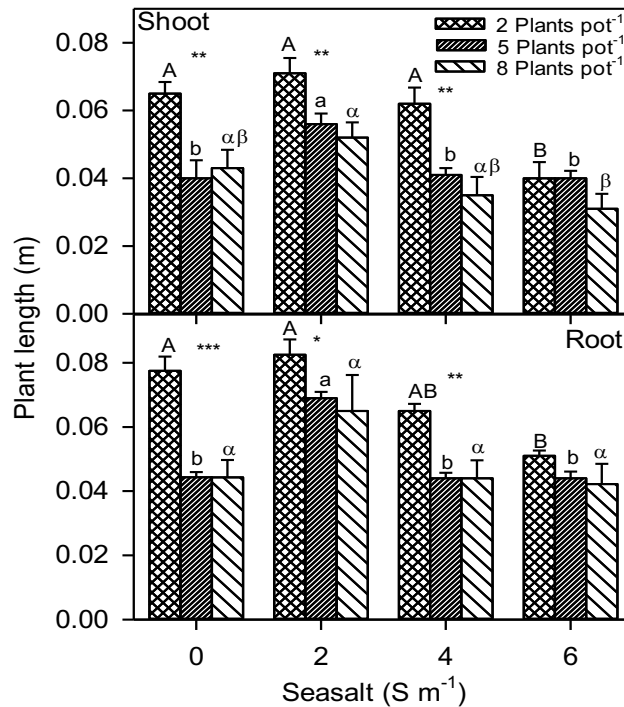 Shoot
2 Plants pot⁻¹
5 Plants pot⁻¹
8 Plants pot⁻¹
0.08
0.06
0.04
0.02
0.00
A ** b αβ
A ** a α
A ** b αβ
B b β
Plant length (m)
Root
0.08
0.06
0.04
0.02
0.00
A *** b α
A * a α
AB ** b α
B b α
0 2 4 6
Seasalt (S m⁻¹)